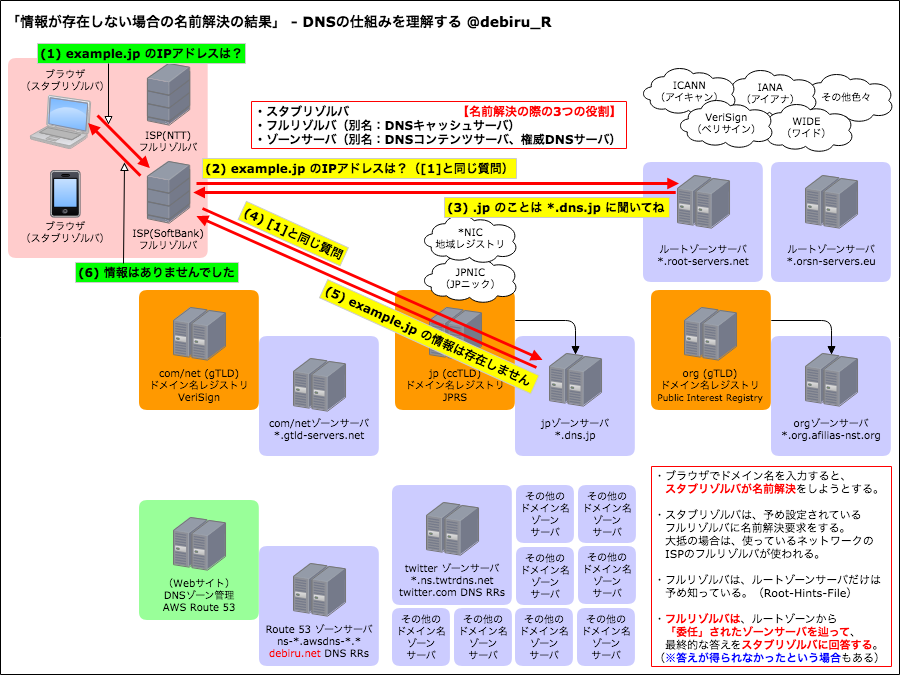 「情報が存在しない場合の名前解決の結果」 - DNSの仕組みを理解する @debiru_R
(1) example.jp のIPアドレスは？
ブラウザ
（スタブリゾルバ）
ISP(NTT)
フルリゾルバ
ブラウザ
（スタブリゾルバ）
ISP(SoftBank)
フルリゾルバ
(6) 情報はありませんでした
・スタブリゾルバ
【名前解決の際の3つの役割】
・フルリゾルバ（別名：DNSキャッシュサーバ）
・ゾーンサーバ（別名：DNSコンテンツサーバ、権威DNSサーバ）
ICANN
（アイキャン）
IANA
（アイアナ）
その他色々
VeriSign
（ベリサイン）
WIDE
（ワイド）
(2) example.jp のIPアドレスは？（[1]と同じ質問）
(3) .jp のことは *.dns.jp に聞いてね
(4) [1]と同じ質問
(5) example.jp の情報は存在しません
*NIC
地域レジストリ
JPNIC
（JPニック）
ルートゾーンサーバ
*.root-servers.net
ルートゾーンサーバ
*.orsn-servers.eu
com/net (gTLD)
ドメイン名レジストリ
VeriSign
com/netゾーンサーバ
*.gtld-servers.net
jp (ccTLD)
ドメイン名レジストリ
JPRS
jpゾーンサーバ
*.dns.jp
org (gTLD)
ドメイン名レジストリ
Public Interest Registry
orgゾーンサーバ
*.org.afilias-nst.org
（Webサイト）
DNSゾーン管理
AWS Route 53
Route 53 ゾーンサーバ
ns-*.awsdns-*.*
debiru.net DNS RRs
twitter ゾーンサーバ
*.ns.twtrdns.net
twitter.com DNS RRs
その他の
ドメイン名
ゾーン
サーバ
その他の
ドメイン名
ゾーン
サーバ
その他の
ドメイン名
ゾーン
サーバ
その他の
ドメイン名
ゾーン
サーバ
その他の
ドメイン名
ゾーン
サーバ
その他の
ドメイン名
ゾーン
サーバ
その他の
ドメイン名
ゾーン
サーバ
その他の
ドメイン名
ゾーン
サーバ
・ブラウザでドメイン名を入力すると、
スタブリゾルバが名前解決をしようとする。
・スタブリゾルバは、予め設定されている
フルリゾルバに名前解決要求をする。
大抵の場合は、使っているネットワークの
ISPのフルリゾルバが使われる。
・フルリゾルバは、ルートゾーンサーバだけは
予め知っている。（Root-Hints-File）
・フルリゾルバは、ルートゾーンから
「委任」されたゾーンサーバを辿って、
最終的な答えをスタブリゾルバに回答する。
（※答えが得られなかったという場合もある）